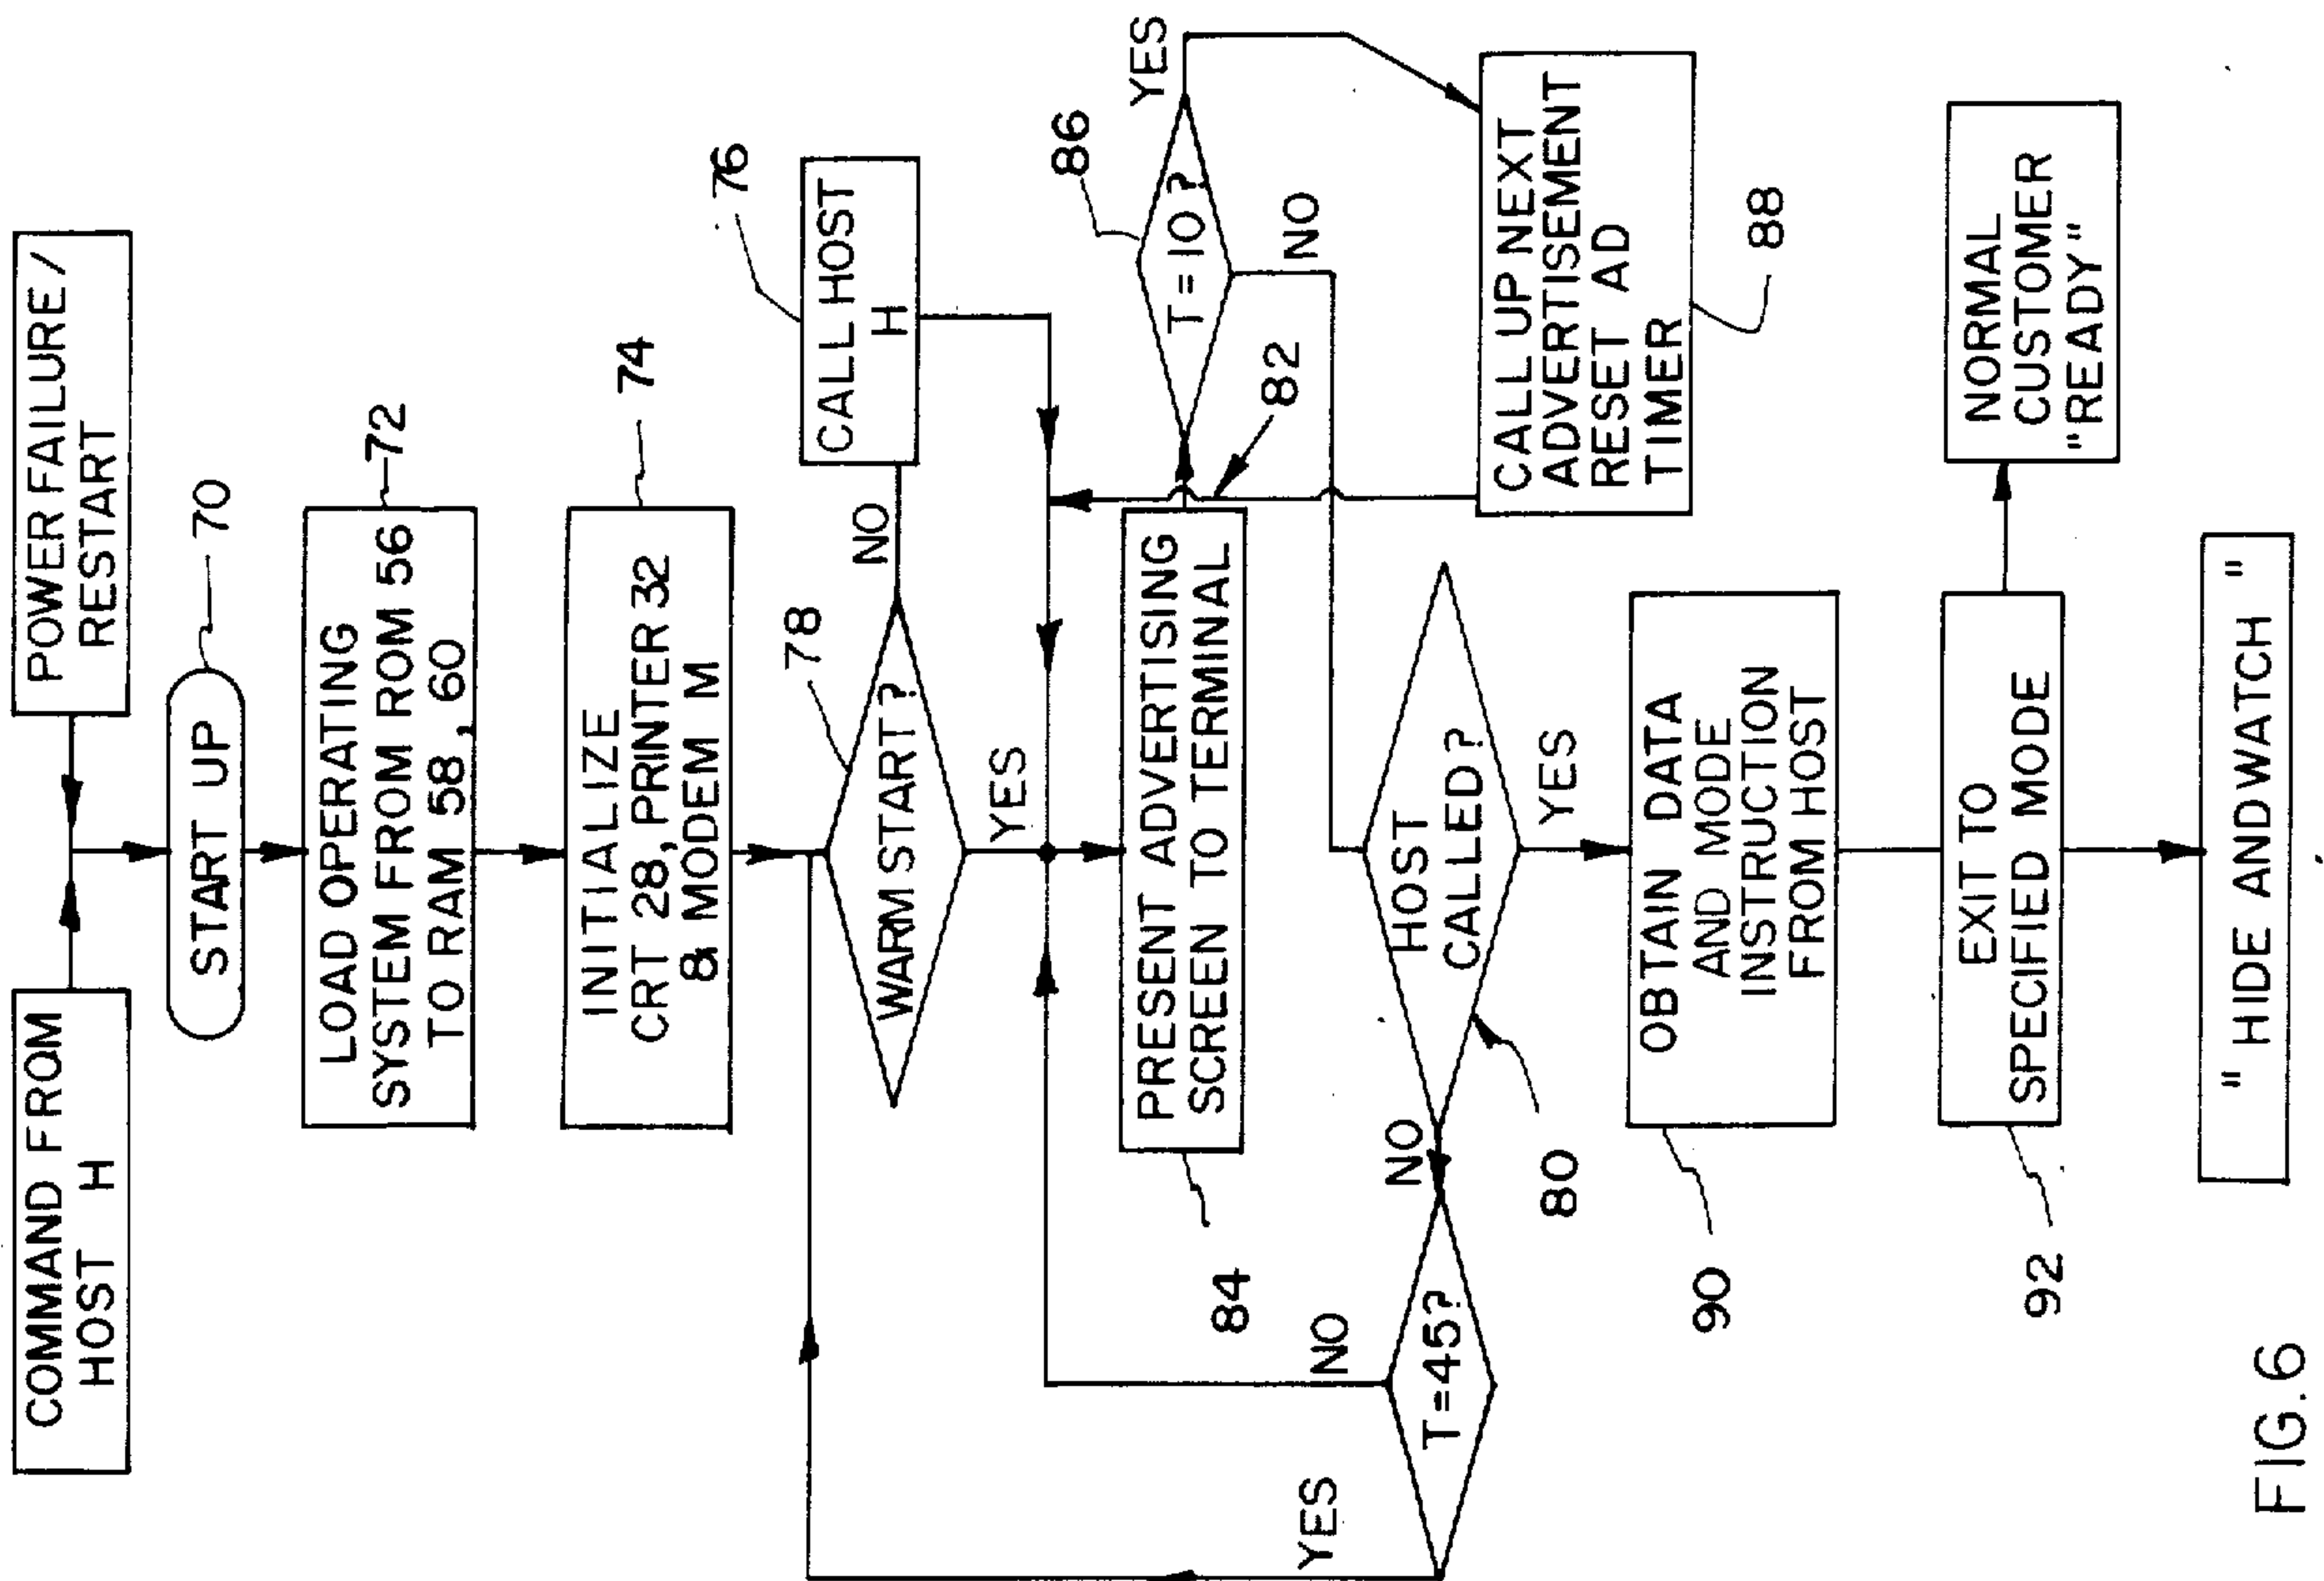 COMMAND FROM
HOST H
POWER FAILURE /
RESTART
START UP
70
LOAD OPERATING
SYSTEM FROM ROM 56
TO RAM 58, 60
72
INITIALIZE
CRT 28, PRINTER 32
& MODEM M
74
78
WARM START?
NO
CALL HOST
H
76
YES
PRESENT ADVERTISING
SCREEN TO TERMINAL
84
82
T=10?
86
YES
NO
CALL UP NEXT
ADVERTISEMENT
RESET AD
TIMER
88
HOST
CALLED?
80
NO
T=45?
NO
YES
YES
OBTAIN DATA
AND MODE
INSTRUCTION
FROM HOST
90
EXIT TO
SPECIFIED MODE
92
NORMAL
CUSTOMER
"READY"
" HIDE ANDWATCH "
FIG.6